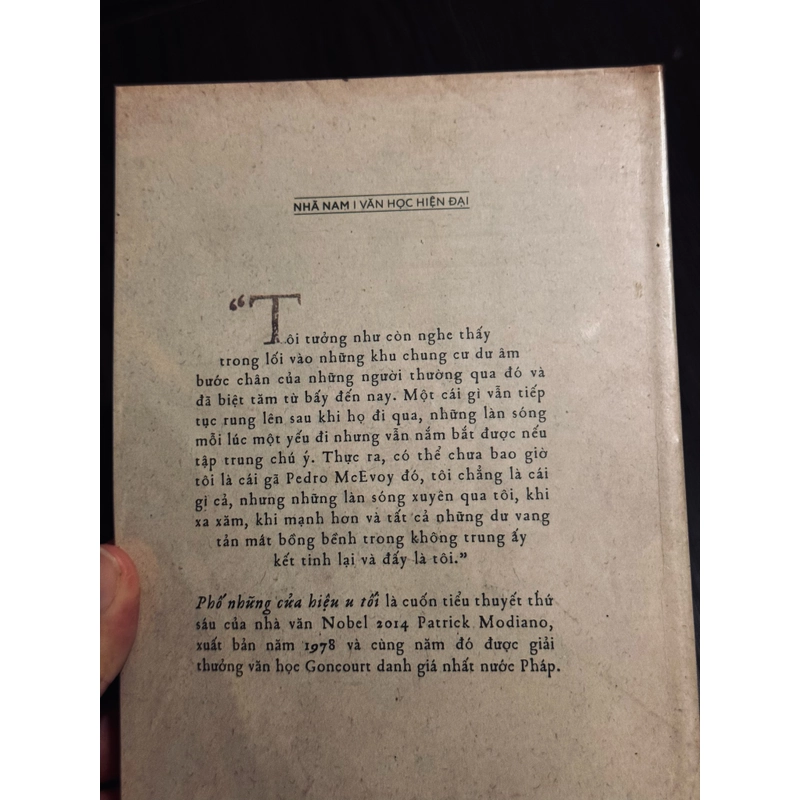 NHÃ NAM | VĂN HỌC HIỆN ĐẠI
“Tôi tưởng như còn nghe thấy
trong lối vào những khu chung cư dư âm
bước chân của những người thường qua đó và
đã biệt tăm từ bấy đến nay. Một cái gì vẫn tiếp
tục rung lên sau khi họ đi qua, những làn sóng
mỗi lúc một yếu đi nhưng vẫn nắm bắt được nếu
tập trung chú ý. Thực ra, có thể chưa bao giờ
tôi là cái gã Pedro McEvoy đó, tôi chẳng là cái
gì cả, nhưng những làn sóng xuyên qua tôi, khi
xa xăm, khi mạnh hơn và tất cả những dư vang
tản mát bồng bềnh trong không trung ấy
kết tinh lại và đấy là tôi.”
Phố những cửa hiệu u tối là cuốn tiểu thuyết thứ
sáu của nhà văn Nobel 2014 Patrick Modiano,
xuất bản năm 1978 và cùng năm đó được giải
thưởng văn học Goncourt danh giá nhất nước Pháp.